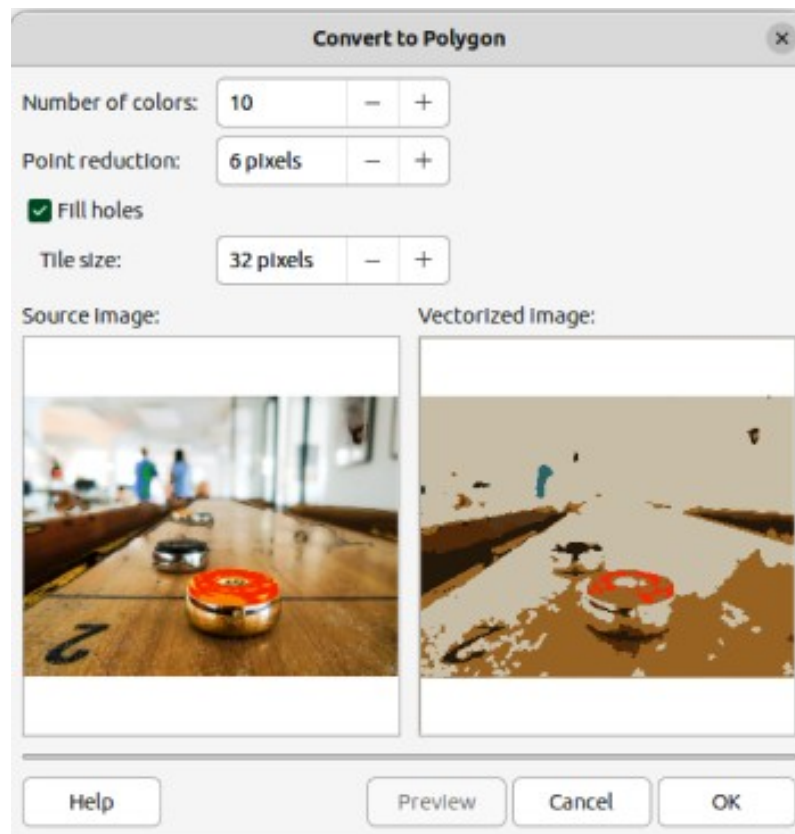 Convert to Polygon
Number of colors: 10
Point reduction: 6 pixels
Fill holes
Tile size: 32 pixels
Source Image: Vectorized Image:
2
Help Preview Cancel OK